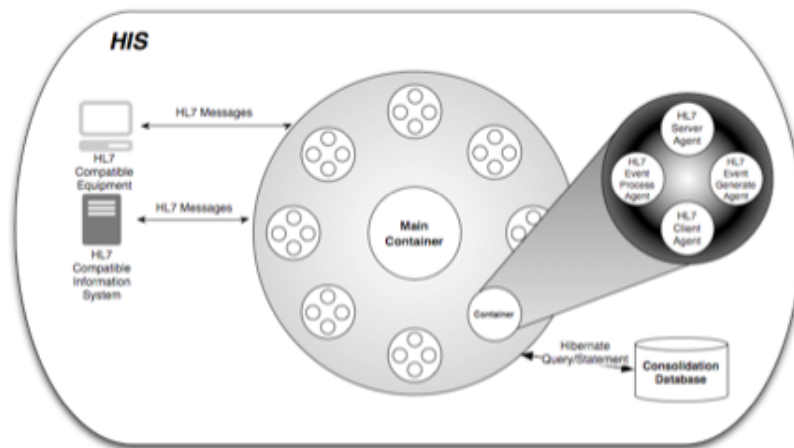 HIS
HL7 Messages
HL7
Compatible
Equipment
HL7 Messages
HL7
Compatible
Information
System
Main
Container
Container
HL7
Server
Agent
HL7
Event
Process
Agent
HL7
Event
Generate
Agent
HL7
Client
Agent
Hibernate
Query/Statement
Consolidation
Database